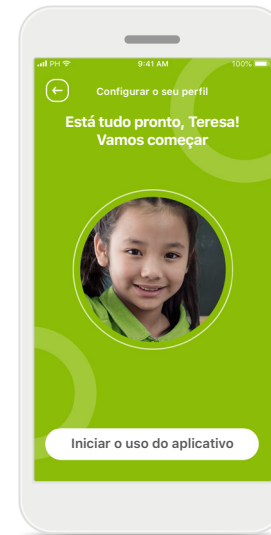 PH 9:41 AM 100%
Configurar o seu perfil
Está tudo pronto, Teresa!
Vamos começar
Iniciar o uso do aplicativo